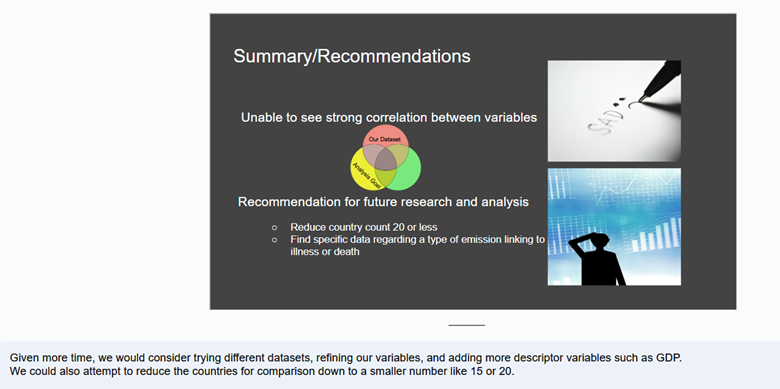 Summary/Recommendations
Unable to see strong correlation between variables
Our Dataset
Analysis Goal
SAD
Recommendation for future research and analysis
Reduce country count 20 or less
Find specific data regarding a type of emission linking to
illness or death
Given more time, we would consider trying different datasets, refining our variables, and adding more descriptor variables such as GDP.
We could also attempt to reduce the countries for comparison down to a smaller number like 15 or 20.